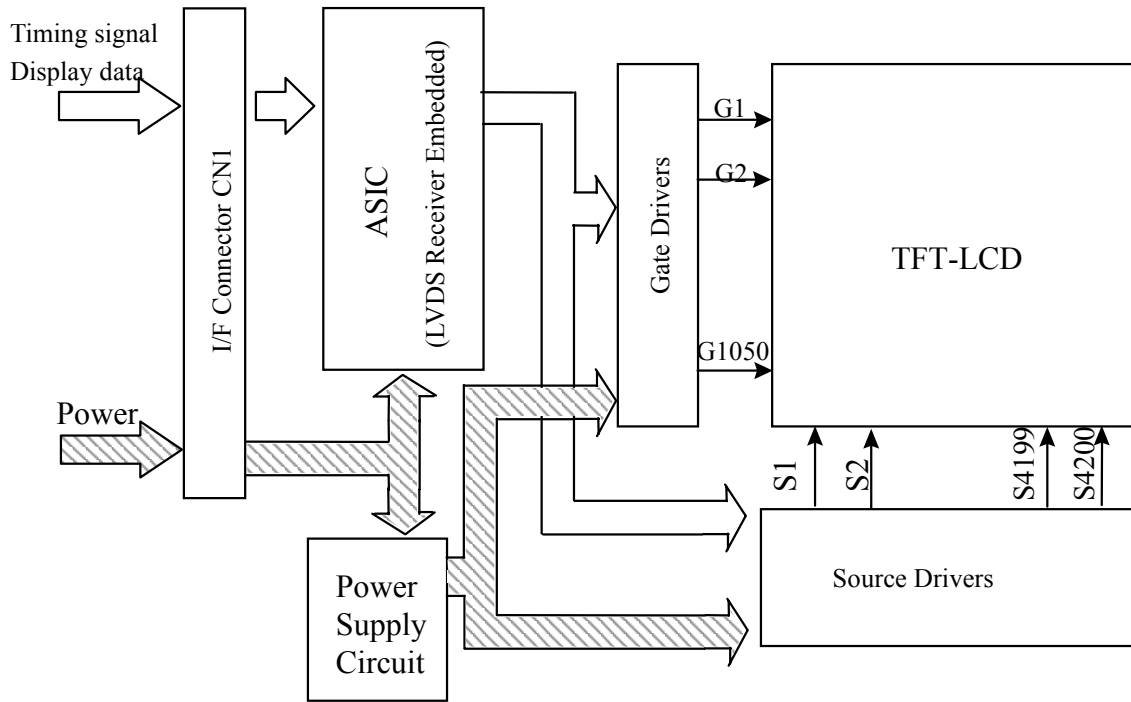 Timing signal
Display data
Power
I/F Connector CN1
ASIC
(LVDS Receiver Embedded)
Power
Supply
Circuit
Gate Drivers
G1
G2
G1050
TFT-LCD
S1
S2
S4199
S4200
Source Drivers